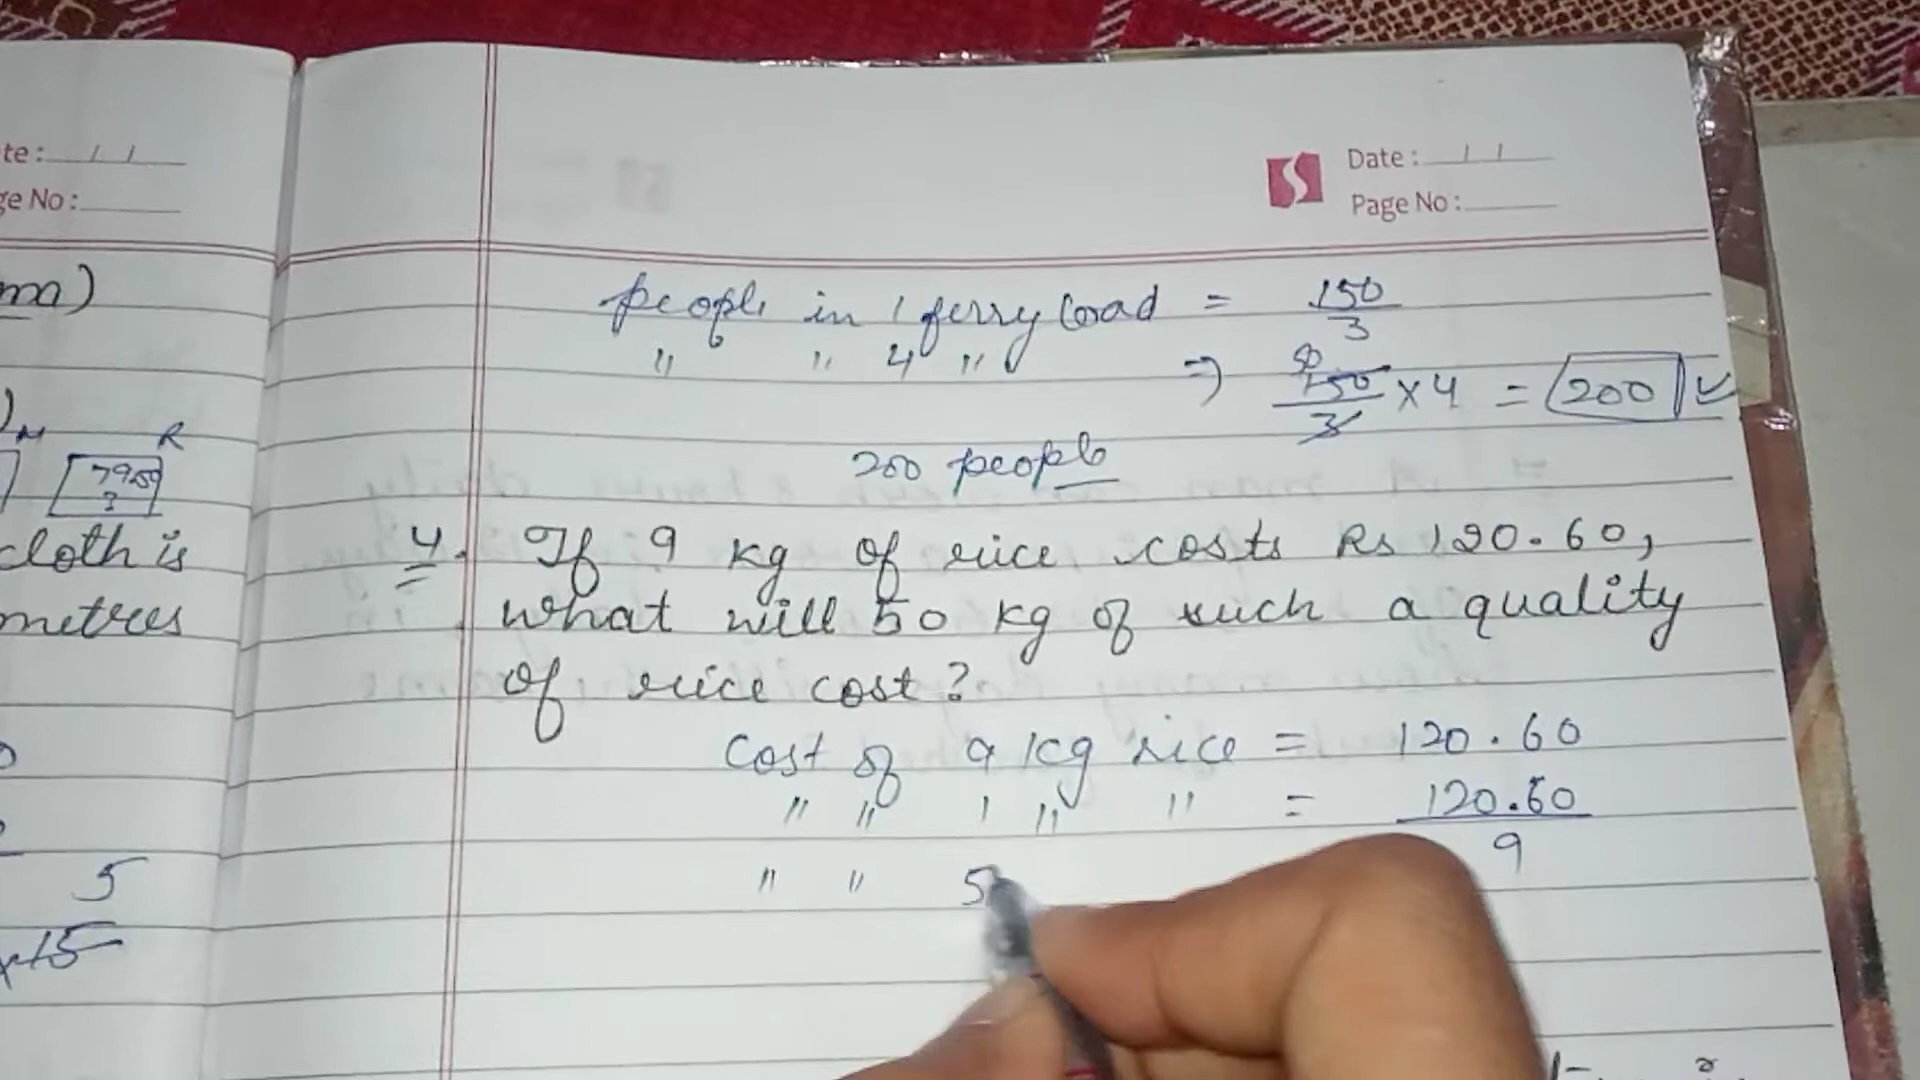 te :
ge No :
ma)
M R
7950
?
cloth is
metres
5
×15
Date :
Page No :
people in 1 ferry load = 150/3
" " 4 " ⇒ 50 150/3 × 4 = 200
200 people
4. If 9 kg of rice costs Rs 120.60,
what will 50 kg of such a quality
of rice cost?
Cost of 9 kg rice = 120.60
" " 1 " " = 120.60/9
" " 5